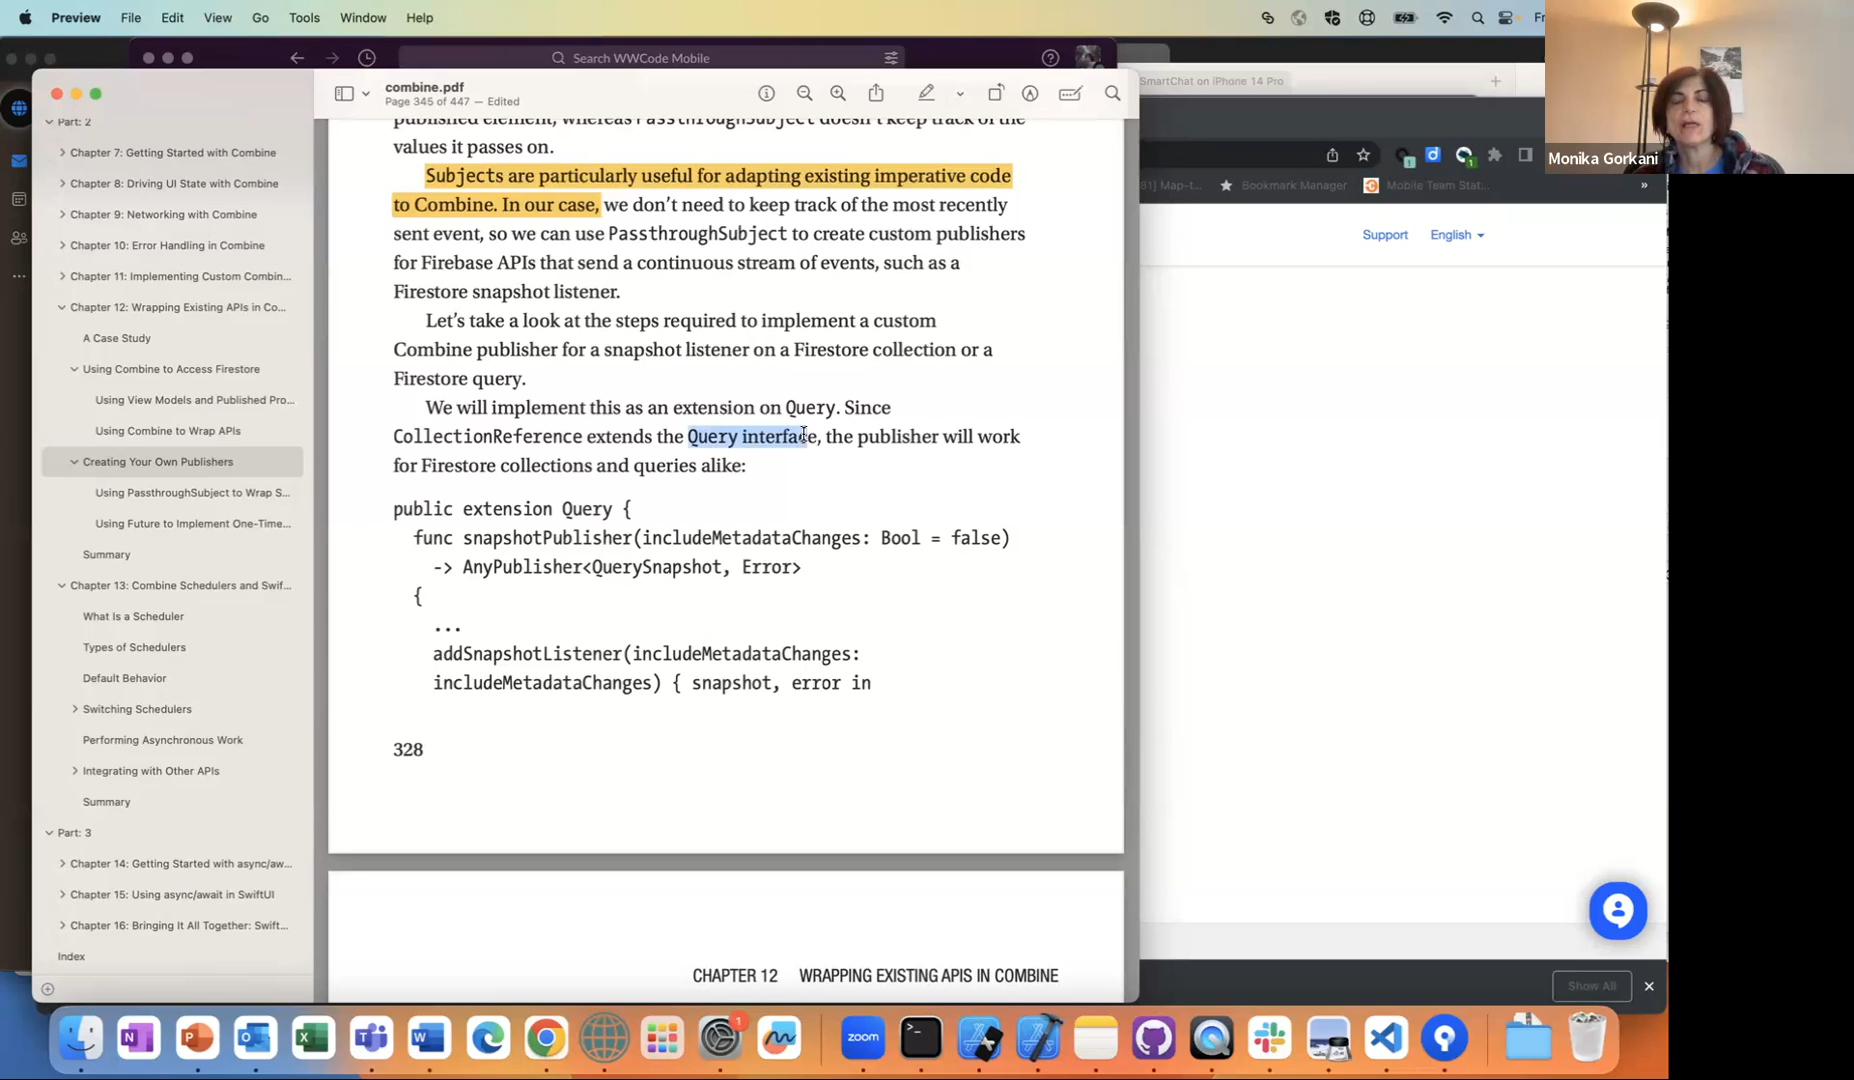 Preview File Edit View Go Tools Window Help
Search WWCode Mobile
SmartChat on iPhone 14 Pro
Monika Gorkani
combine.pdf
Page 345 of 447 — Edited
Part: 2
Chapter 7: Getting Started with Combine
Chapter 8: Driving UI State with Combine
Chapter 9: Networking with Combine
Chapter 10: Error Handling in Combine
Chapter 11: Implementing Custom Combin...
Chapter 12: Wrapping Existing APIs in Co...
A Case Study
Using Combine to Access Firestore
Using View Models and Published Pro...
Using Combine to Wrap APIs
Creating Your Own Publishers
Using PassthroughSubject to Wrap S...
Using Future to Implement One-Time...
Summary
Chapter 13: Combine Schedulers and Swif...
What Is a Scheduler
Types of Schedulers
Default Behavior
Switching Schedulers
Performing Asynchronous Work
Integrating with Other APIs
Summary
Part: 3
Chapter 14: Getting Started with async/aw...
Chapter 15: Using async/await in SwiftUI
Chapter 16: Bringing It All Together: Swift...
Index
published element, whereas PassthroughSubject doesn't keep track of the
values it passes on.
Subjects are particularly useful for adapting existing imperative code
to Combine. In our case, we don't need to keep track of the most recently
sent event, so we can use PassthroughSubject to create custom publishers
for Firebase APIs that send a continuous stream of events, such as a
Firestore snapshot listener.
Let's take a look at the steps required to implement a custom
Combine publisher for a snapshot listener on a Firestore collection or a
Firestore query.
We will implement this as an extension on Query. Since
CollectionReference extends the Query interface, the publisher will work
for Firestore collections and queries alike:
public extension Query {
func snapshotPublisher(includeMetadataChanges: Bool = false)
-> AnyPublisher<QuerySnapshot, Error>
{
...
addSnapshotListener(includeMetadataChanges:
includeMetadataChanges) { snapshot, error in
328
CHAPTER 12 WRAPPING EXISTING APIS IN COMBINE
81] Map-t... Bookmark Manager Mobile Team Stat... »
Support English
Show All
1
zoom